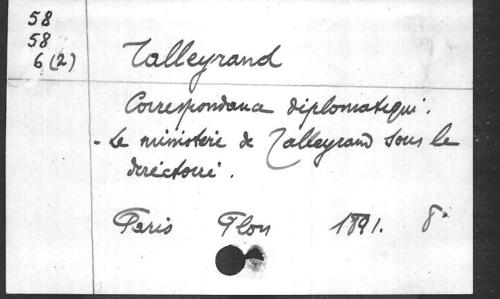 58
58
6(2)
Talleyrand
Correspondance diplomatique.
- Le ministère de Talleyrand sous le
directoire.
Paris Plon 1891. 8°